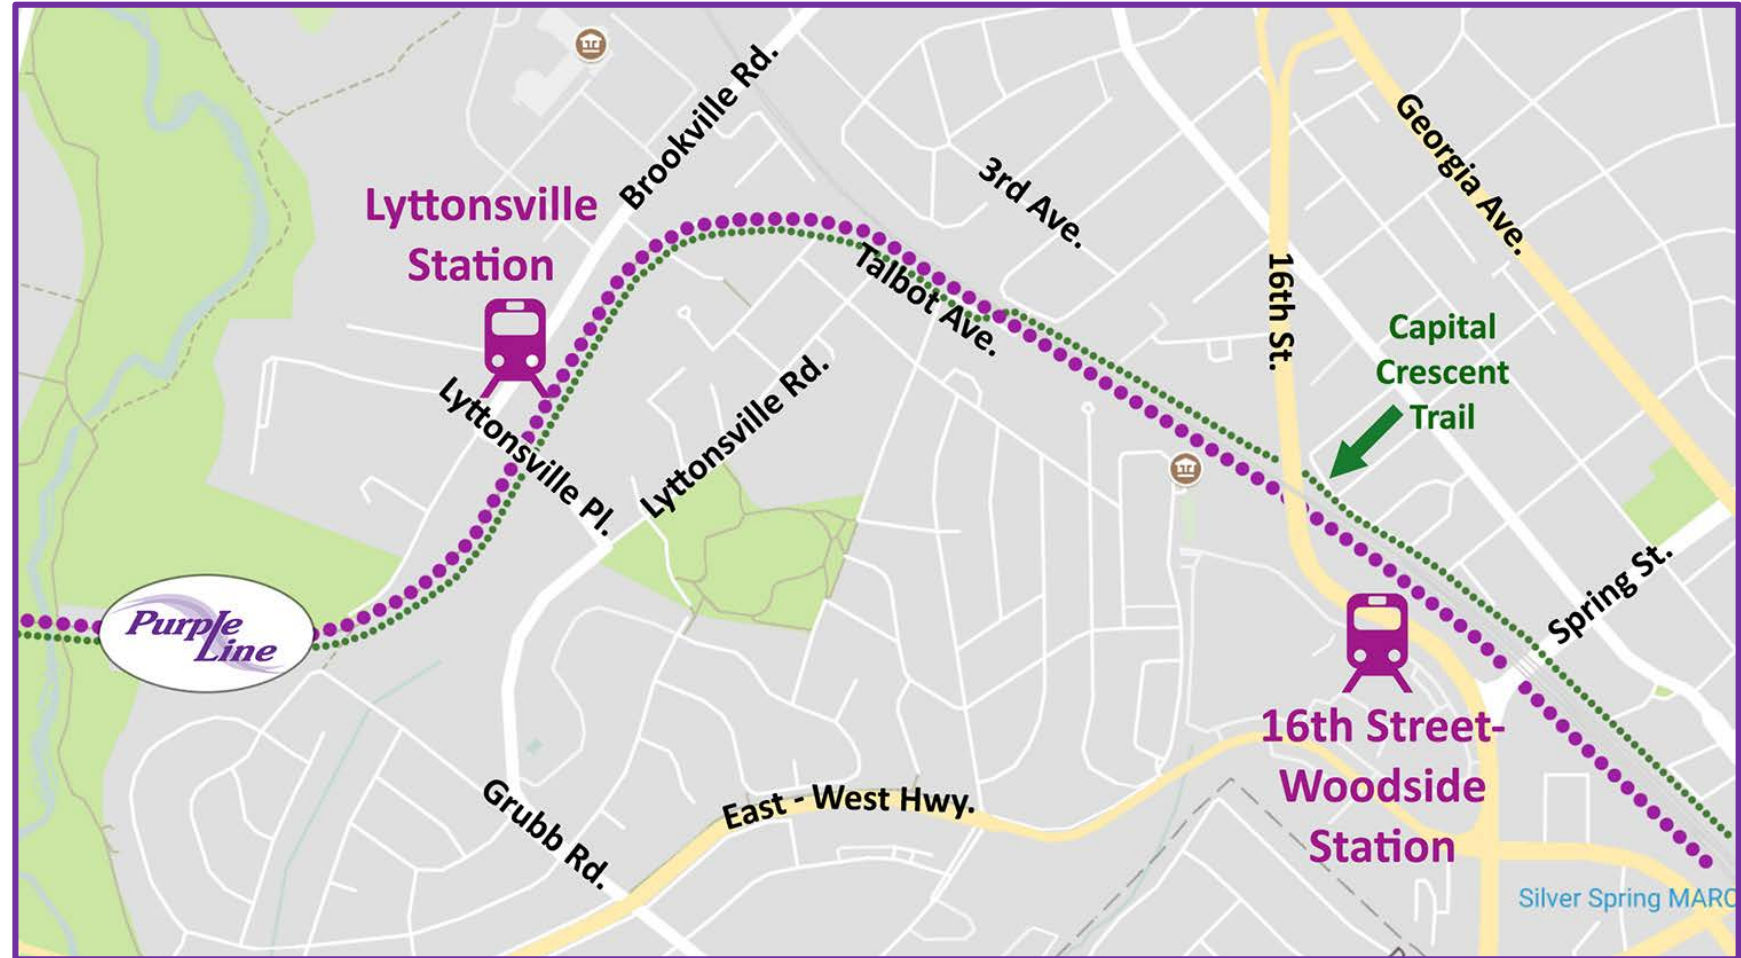 Brookville Rd.
Georgia Ave.
3rd Ave.
Lyttonsville
Station
Talbot Ave.
16th St.
Capital
Crescent
Trail
Lyttonsville Pl.
Lyttonsville Rd.
Spring St.
Purple
Line
16th Street-
Woodside
Station
Grubb Rd.
East - West Hwy.
Silver Spring MARC